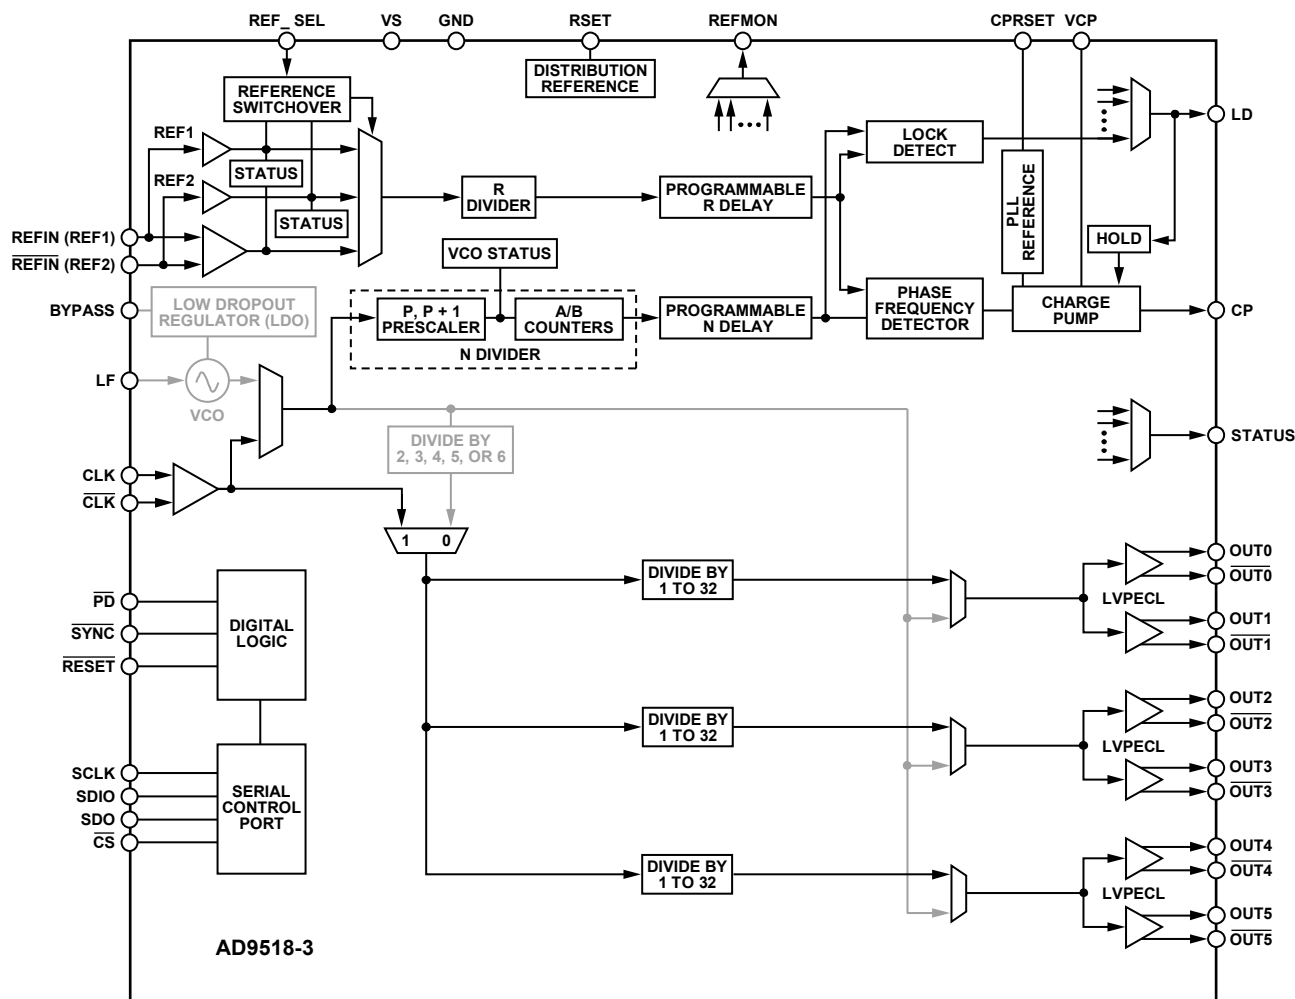 REF_ SEL VS GND RSET REFMON CPRSET VCP
DISTRIBUTION
REFERENCE
REFERENCE
SWITCHOVER
REF1
STATUS
REF2
STATUS
REFIN (REF1)
REFIN (REF2)
BYPASS
LF
LOW DROPOUT
REGULATOR (LDO)
VCO
R
DIVIDER
PROGRAMMABLE
R DELAY
VCO STATUS
P, P + 1
PRESCALER
A/B
COUNTERS
N DIVIDER
PROGRAMMABLE
N DELAY
LOCK
DETECT
PHASE
FREQUENCY
DETECTOR
PLL
REFERENCE
HOLD
CHARGE
PUMP
LD
CP
STATUS
DIVIDE BY
2, 3, 4, 5, OR 6
CLK
CLK
1 0
PD
SYNC
RESET
DIGITAL
LOGIC
SCLK
SDIO
SDO
CS
SERIAL
CONTROL
PORT
DIVIDE BY
1 TO 32
LVPECL
OUT0
OUT0
OUT1
OUT1
DIVIDE BY
1 TO 32
LVPECL
OUT2
OUT2
OUT3
OUT3
DIVIDE BY
1 TO 32
LVPECL
OUT4
OUT4
OUT5
OUT5
AD9518-3